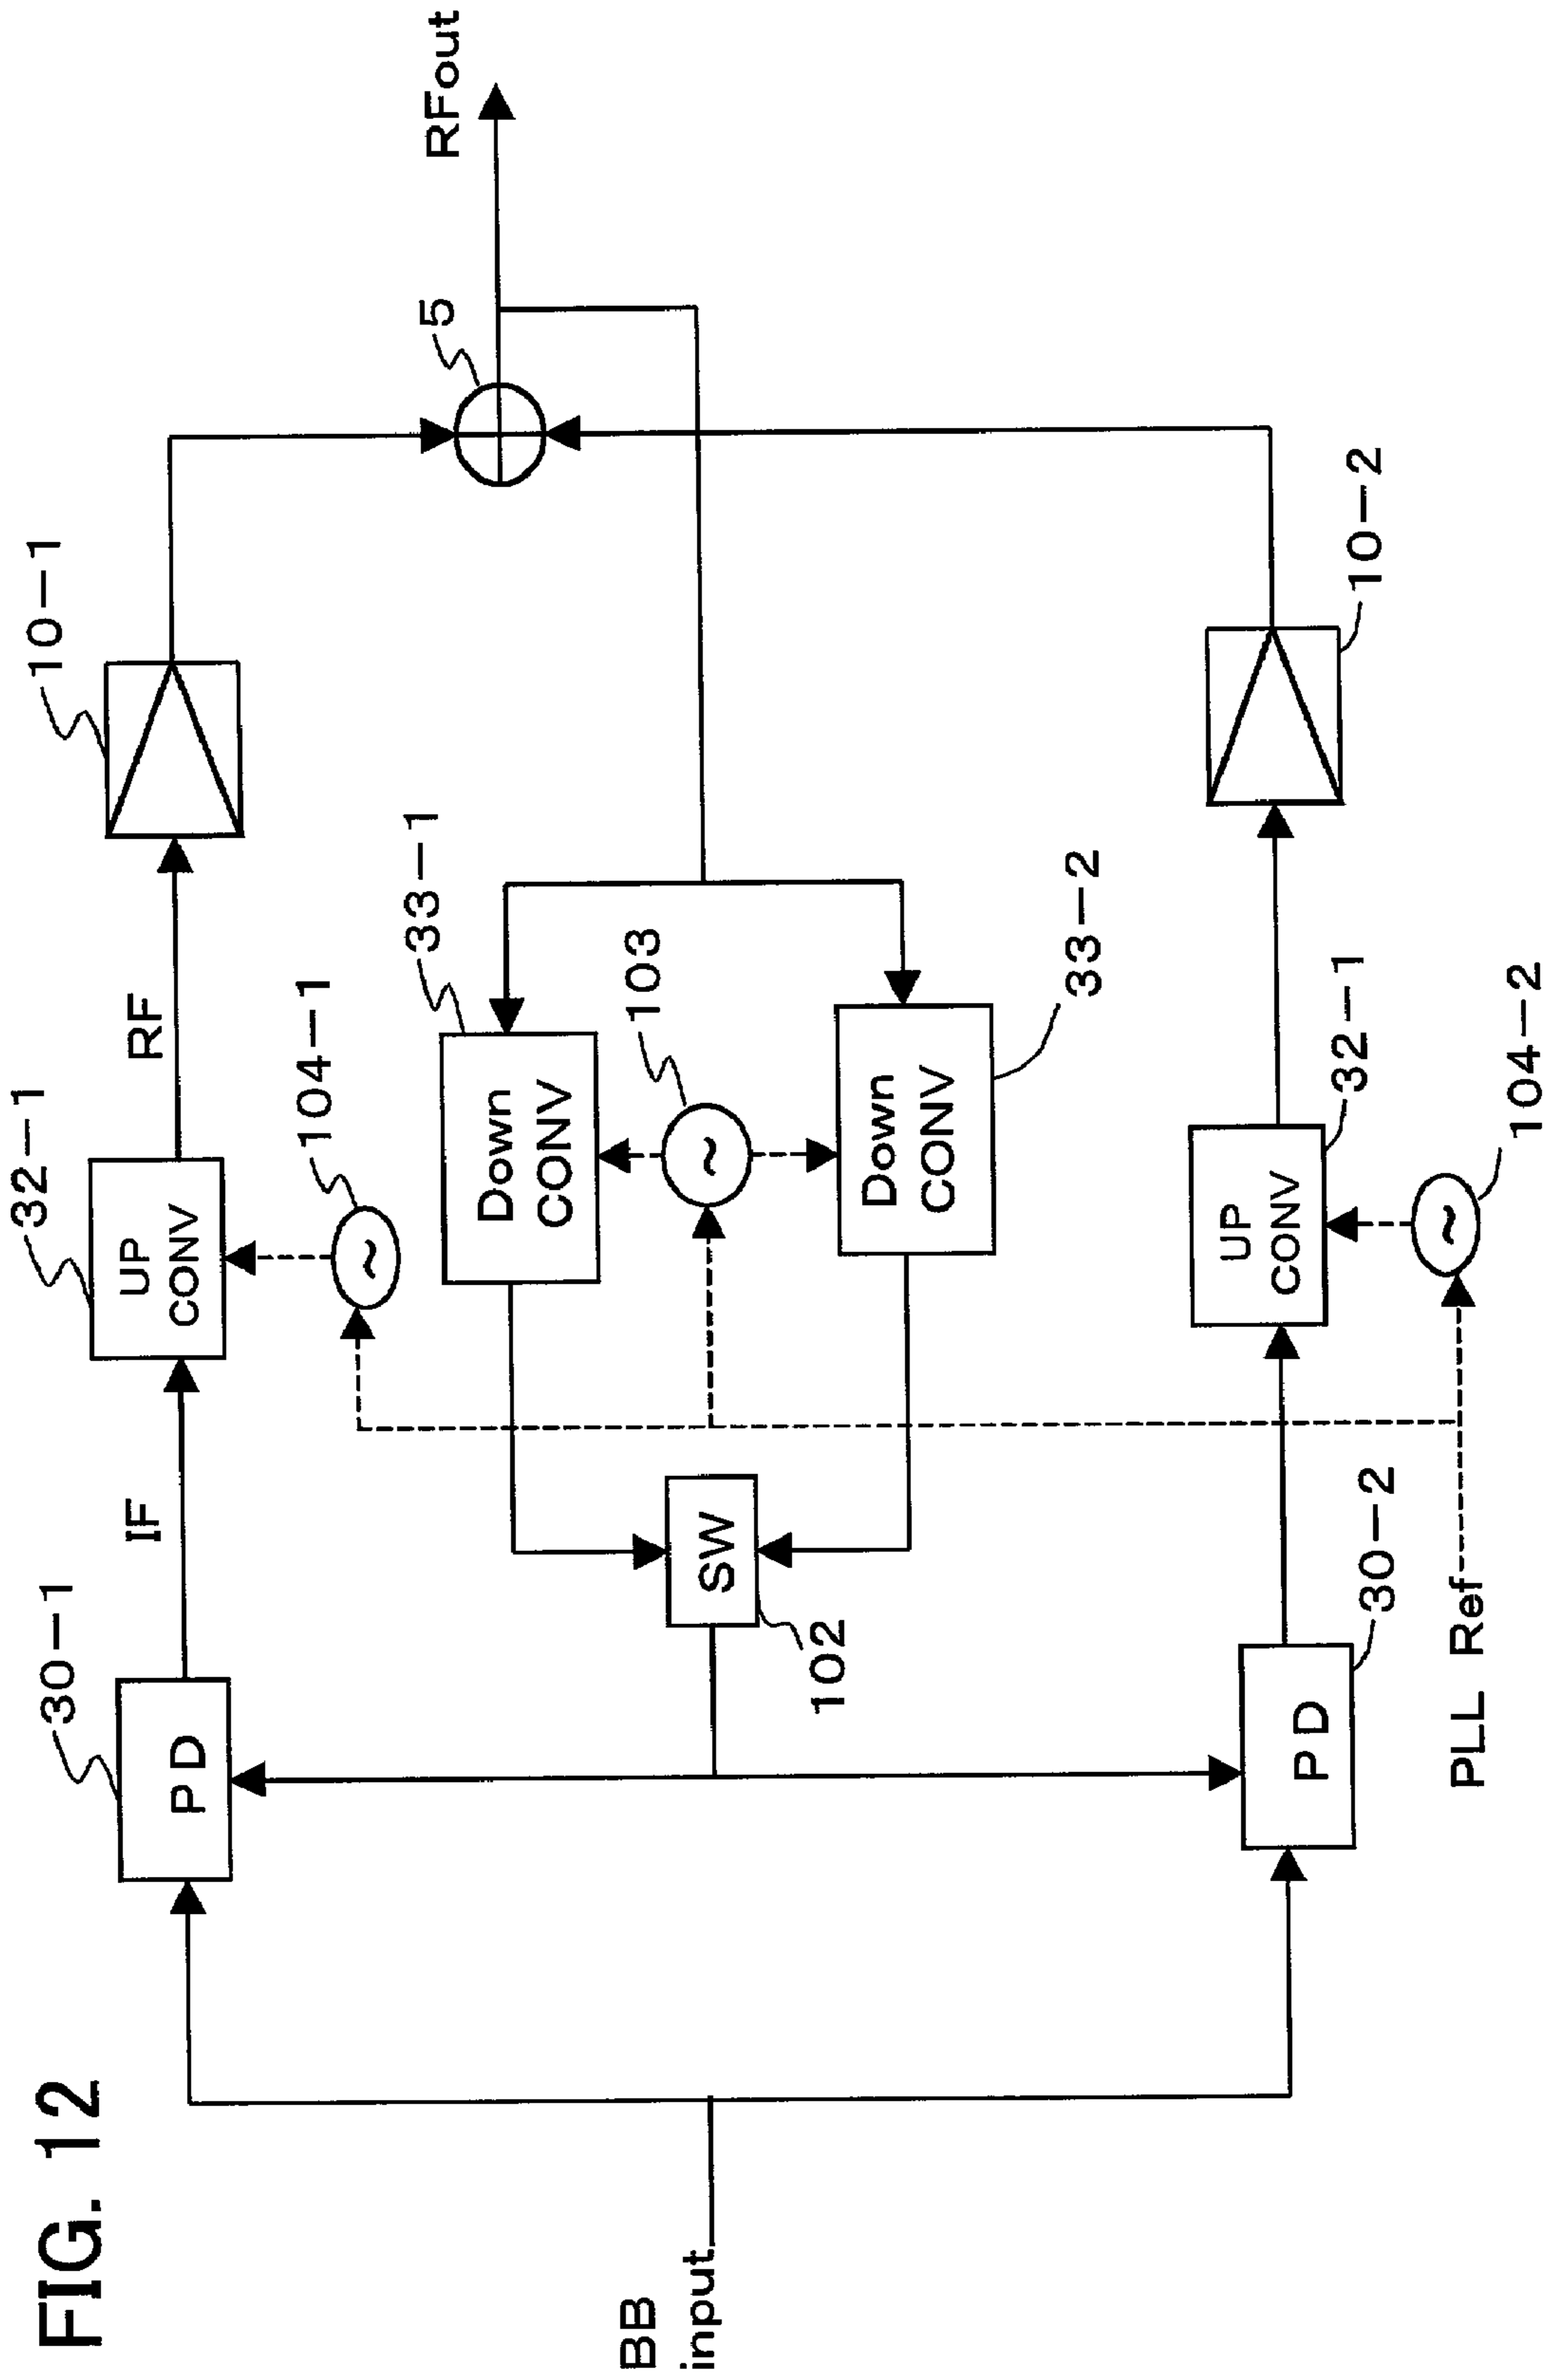 FIG. 12
BB
input
30-1
PD
IF
32-1
UP
CONV
RF
10-1
104-1
~
33-1
Down
CONV
5
RFout
SW
102
103
~
Down
CONV
33-2
PD
30-2
UP
CONV
32-1
10-2
PLL Ref
~
104-2